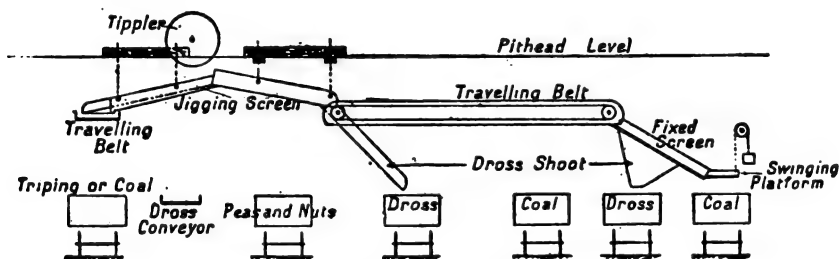 Tippler
Pithead Level
Jigging Screen
Travelling Belt
Travelling
Belt
Fixed
Screen
Dross Shoot
Swinging
Platform
Triping or Coal
Dross
Conveyor
Peas and Nuts
Dross
Coal
Dross
Coal